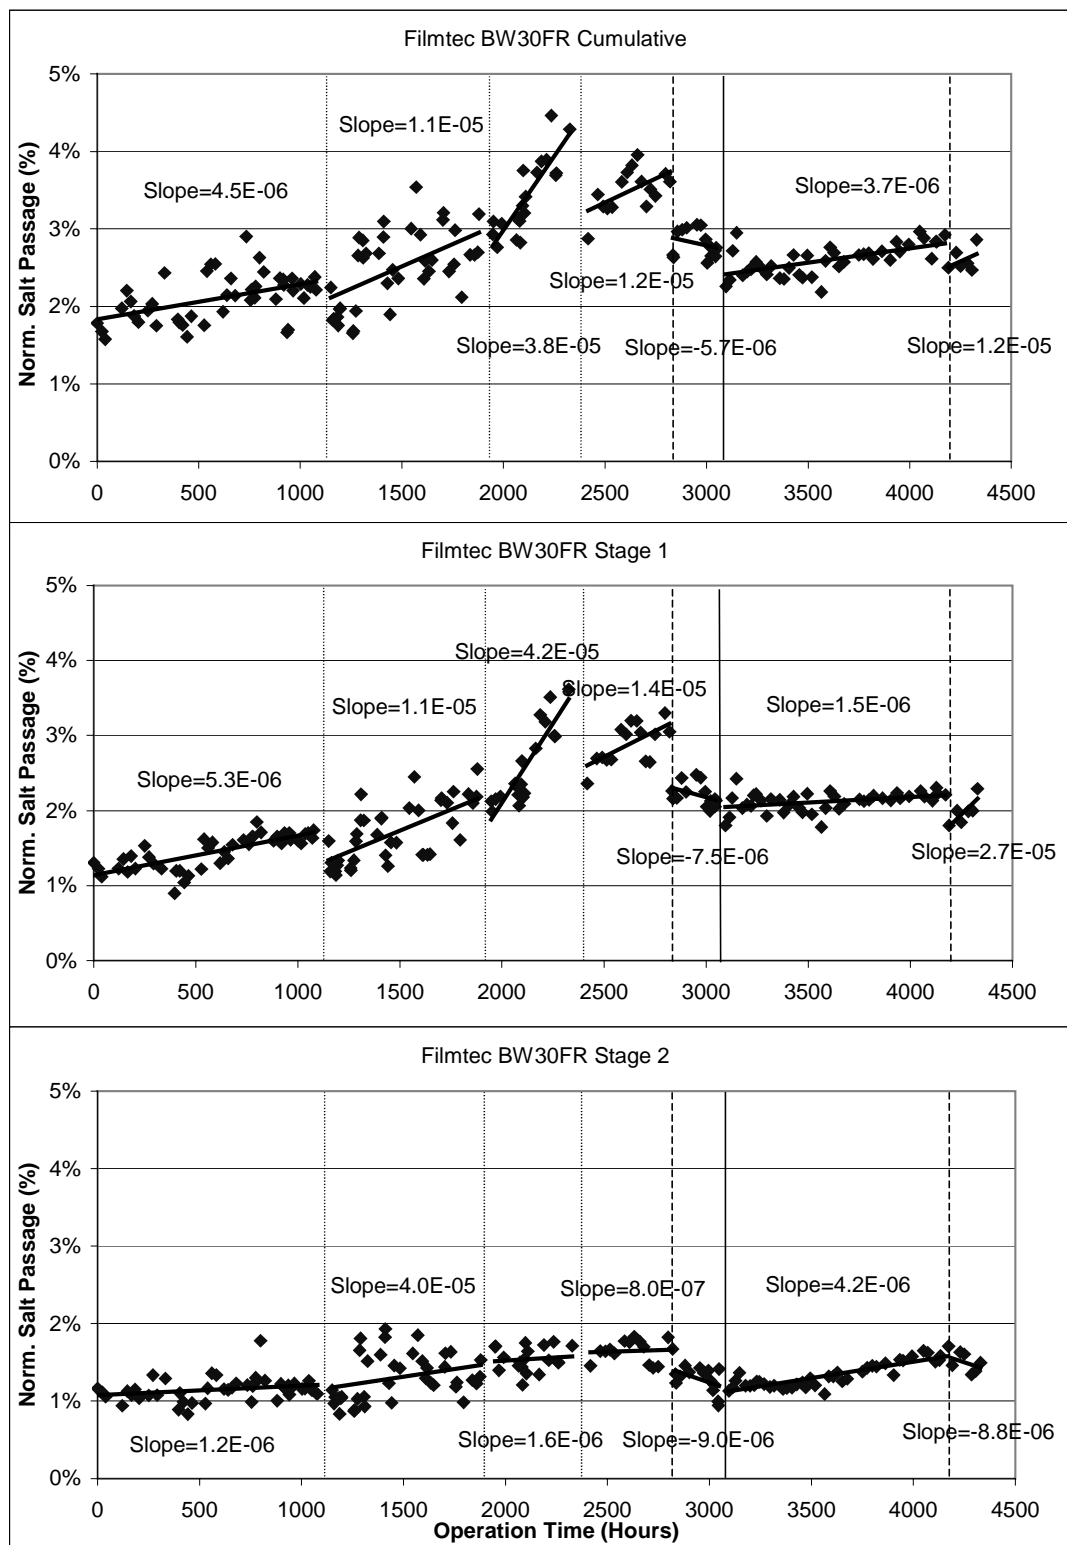 Filmtec BW30FR Cumulative
5%
4%
3%
2%
1%
0%
Norm. Salt Passage (%)
Slope=4.5E-06
Slope=1.1E-05
Slope=3.8E-05
Slope=1.2E-05
Slope=-5.7E-06
Slope=3.7E-06
Slope=1.2E-05
0 500 1000 1500 2000 2500 3000 3500 4000 4500
Filmtec BW30FR Stage 1
5%
4%
3%
2%
1%
0%
Norm. Salt Passage (%)
Slope=5.3E-06
Slope=1.1E-05
Slope=4.2E-05
Slope=1.4E-05
Slope=-7.5E-06
Slope=1.5E-06
Slope=2.7E-05
0 500 1000 1500 2000 2500 3000 3500 4000 4500
Filmtec BW30FR Stage 2
5%
4%
3%
2%
1%
0%
Norm. Salt Passage (%)
Slope=1.2E-06
Slope=4.0E-05
Slope=1.6E-06
Slope=8.0E-07
Slope=-9.0E-06
Slope=4.2E-06
Slope=-8.8E-06
0 500 1000 1500 2000 2500 3000 3500 4000 4500
Operation Time (Hours)